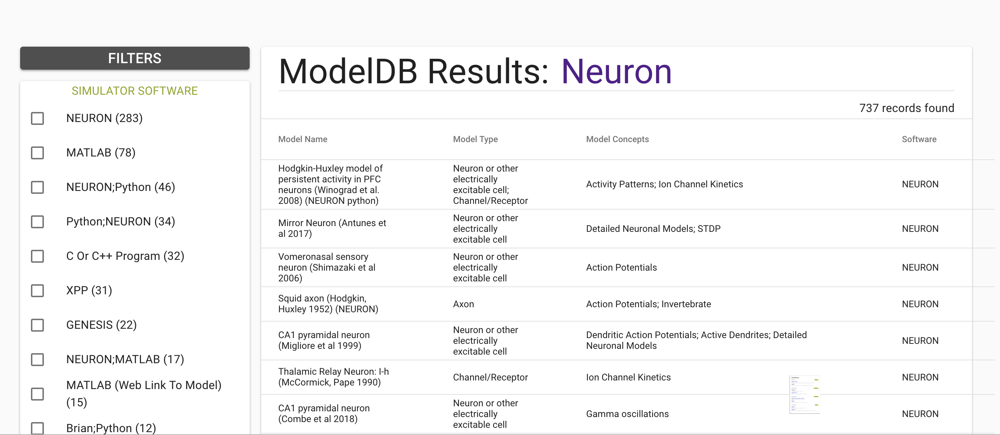 FILTERS
SIMULATOR SOFTWARE
NEURON (283)
MATLAB (78)
NEURON;Python (46)
Python;NEURON (34)
C Or C++ Program (32)
XPP (31)
GENESIS (22)
NEURON;MATLAB (17)
MATLAB (Web Link To Model)
(15)
Brian;Python (12)
ModelDB Results: Neuron
737 records found
Model Name
Model Type
Model Concepts
Software
Hodgkin-Huxley model of
persistent activity in PFC
neurons (Winograd et al.
2008) (NEURON python)
Neuron or other
electrically
excitable cell;
Channel/Receptor
Activity Patterns; Ion Channel Kinetics
NEURON
Mirror Neuron (Antunes et
al 2017)
Neuron or other
electrically
excitable cell
Detailed Neuronal Models; STDP
NEURON
Vomeronasal sensory
neuron (Shimazaki et al
2006)
Neuron or other
electrically
excitable cell
Action Potentials
NEURON
Squid axon (Hodgkin,
Huxley 1952) (NEURON)
Axon
Action Potentials; Invertebrate
NEURON
CA1 pyramidal neuron
(Migliore et al 1999)
Neuron or other
electrically
excitable cell
Dendritic Action Potentials; Active Dendrites; Detailed
Neuronal Models
NEURON
Thalamic Relay Neuron: I-h
(McCormick, Pape 1990)
Channel/Receptor
Ion Channel Kinetics
NEURON
CA1 pyramidal neuron
(Combe et al 2018)
Neuron or other
electrically
excitable cell
Gamma oscillations
NEURON